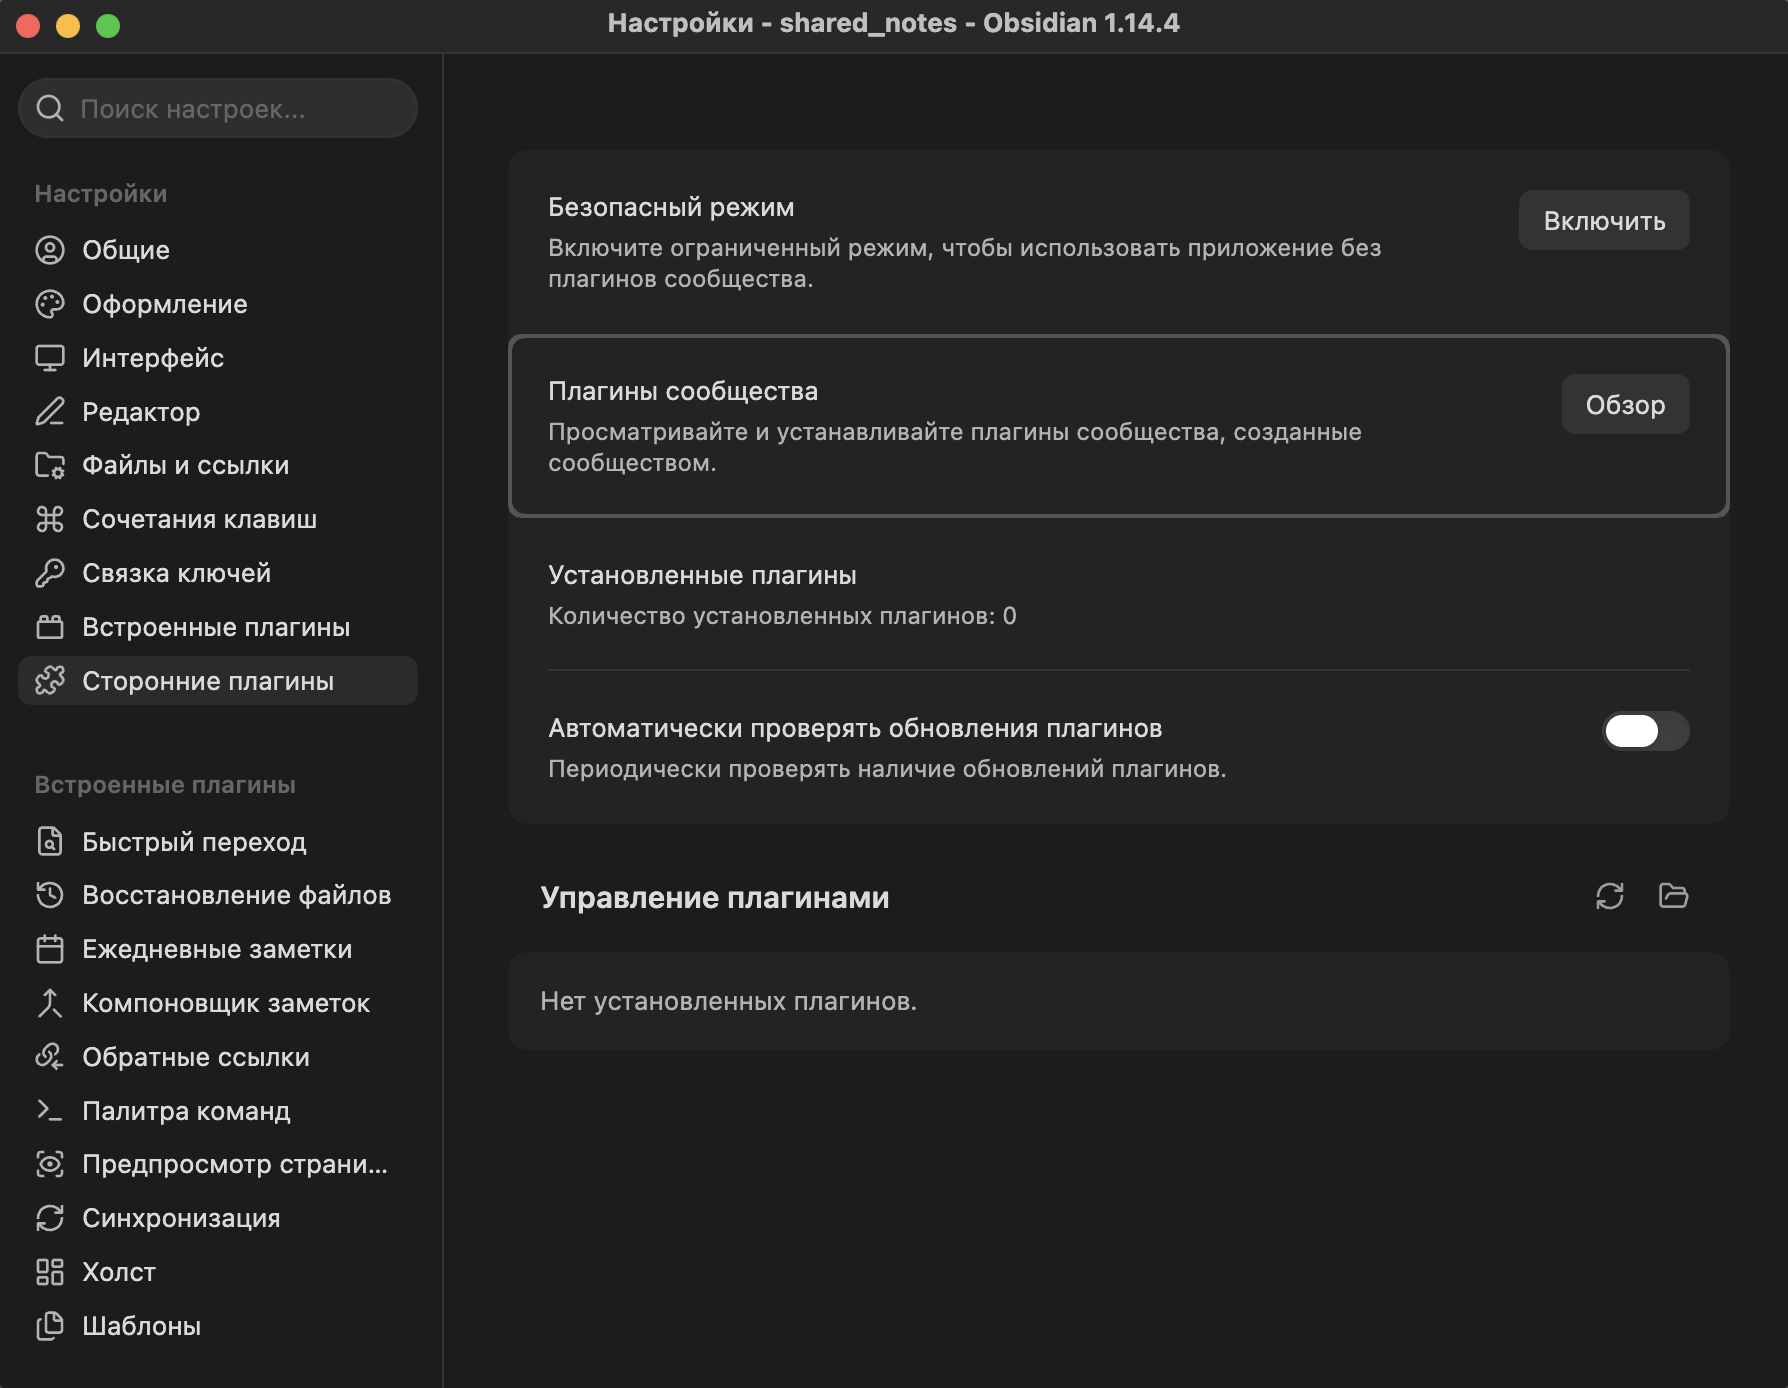 Настройки - shared_notes - Obsidian 1.14.4
Поиск настроек...
Настройки
Общие
Оформление
Интерфейс
Редактор
Файлы и ссылки
Сочетания клавиш
Связка ключей
Встроенные плагины
Сторонние плагины
Встроенные плагины
Быстрый переход
Восстановление файлов
Ежедневные заметки
Компоновщик заметок
Обратные ссылки
Палитра команд
Предпросмотр страни...
Синхронизация
Холст
Шаблоны
Безопасный режим
Включите ограниченный режим, чтобы использовать приложение без
плагинов сообщества.
Включить
Плагины сообщества
Просматривайте и устанавливайте плагины сообщества, созданные
сообществом.
Обзор
Установленные плагины
Количество установленных плагинов: 0
Автоматически проверять обновления плагинов
Периодически проверять наличие обновлений плагинов.
Управление плагинами
Нет установленных плагинов.